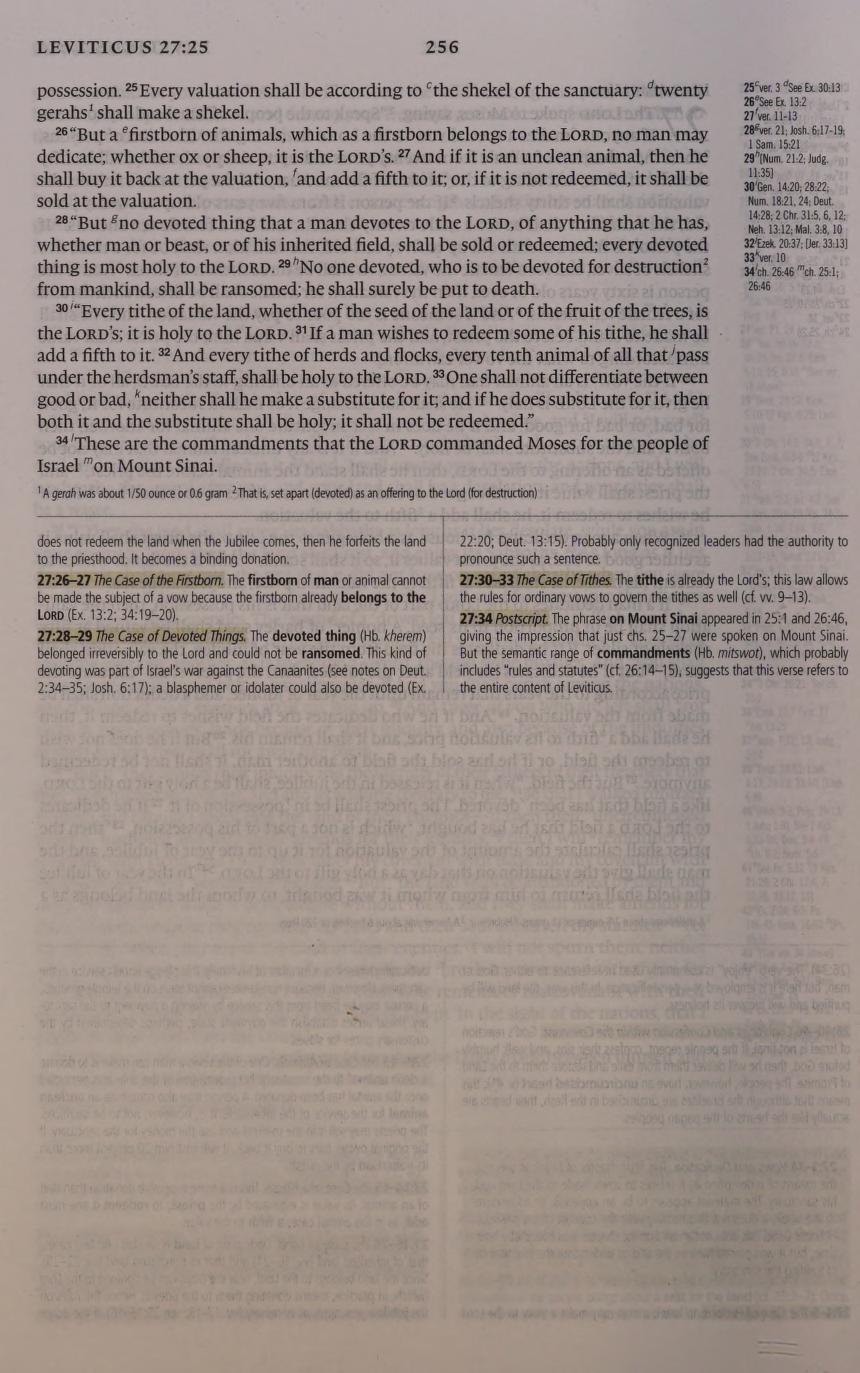 LEVITICUS 27:25
256
possession. 25 Every valuation shall be according to cthe shekel of the sanctuary: dtwenty
gerahs1 shall make a shekel.
26 “But a efirstborn of animals, which as a firstborn belongs to the LORD, no man may
dedicate; whether ox or sheep, it is the LORD’s. 27 And if it is an unclean animal, then he
shall buy it back at the valuation, fand add a fifth to it; or, if it is not redeemed, it shall be
sold at the valuation.
28 “But gno devoted thing that a man devotes to the LORD, of anything that he has,
whether man or beast, or of his inherited field, shall be sold or redeemed; every devoted
thing is most holy to the LORD. 29 hNo one devoted, who is to be devoted for destruction2
from mankind, shall be ransomed; he shall surely be put to death.
30 i“Every tithe of the land, whether of the seed of the land or of the fruit of the trees, is
the LORD’s; it is holy to the LORD. 31 If a man wishes to redeem some of his tithe, he shall
add a fifth to it. 32 And every tithe of herds and flocks, every tenth animal of all that jpass
under the herdsman’s staff, shall be holy to the LORD. 33 One shall not differentiate between
good or bad, kneither shall he make a substitute for it; and if he does substitute for it, then
both it and the substitute shall be holy; it shall not be redeemed.”
34 lThese are the commandments that the LORD commanded Moses for the people of
Israel mon Mount Sinai.
1 A gerah was about 1/50 ounce or 0.6 gram 2 That is, set apart (devoted) as an offering to the Lord (for destruction)
25 c ver. 3 d See Ex. 30:13
26 e See Ex. 13:2
27 f ver. 11-13
28 g ver. 21; Josh. 6:17-19;
1 Sam. 15:21
29 h [Num. 21:2; Judg.
11:35]
30 i Gen. 14:20; 28:22;
Num. 18:21, 24; Deut.
14:28; 2 Chr. 31:5, 6, 12;
Neh. 13:12; Mal. 3:8, 10
32 j Ezek. 20:37; [Jer. 33:13]
33 k ver. 10
34 l ch. 26:46 m ch. 25:1;
26:46
does not redeem the land when the Jubilee comes, then he forfeits the land
to the priesthood. It becomes a binding donation.
27:26–27 The Case of the Firstborn. The firstborn of man or animal cannot
be made the subject of a vow because the firstborn already belongs to the
LORD (Ex. 13:2; 34:19–20).
27:28–29 The Case of Devoted Things. The devoted thing (Hb. kherem)
belonged irreversibly to the Lord and could not be ransomed. This kind of
devoting was part of Israel’s war against the Canaanites (see notes on Deut.
2:34–35; Josh. 6:17); a blasphemer or idolater could also be devoted (Ex.
22:20; Deut. 13:15). Probably only recognized leaders had the authority to
pronounce such a sentence.
27:30–33 The Case of Tithes. The tithe is already the Lord’s; this law allows
the rules for ordinary vows to govern the tithes as well (cf. vv. 9–13).
27:34 Postscript. The phrase on Mount Sinai appeared in 25:1 and 26:46,
giving the impression that just chs. 25–27 were spoken on Mount Sinai.
But the semantic range of commandments (Hb. mitswot), which probably
includes “rules and statutes” (cf. 26:14–15), suggests that this verse refers to
the entire content of Leviticus.